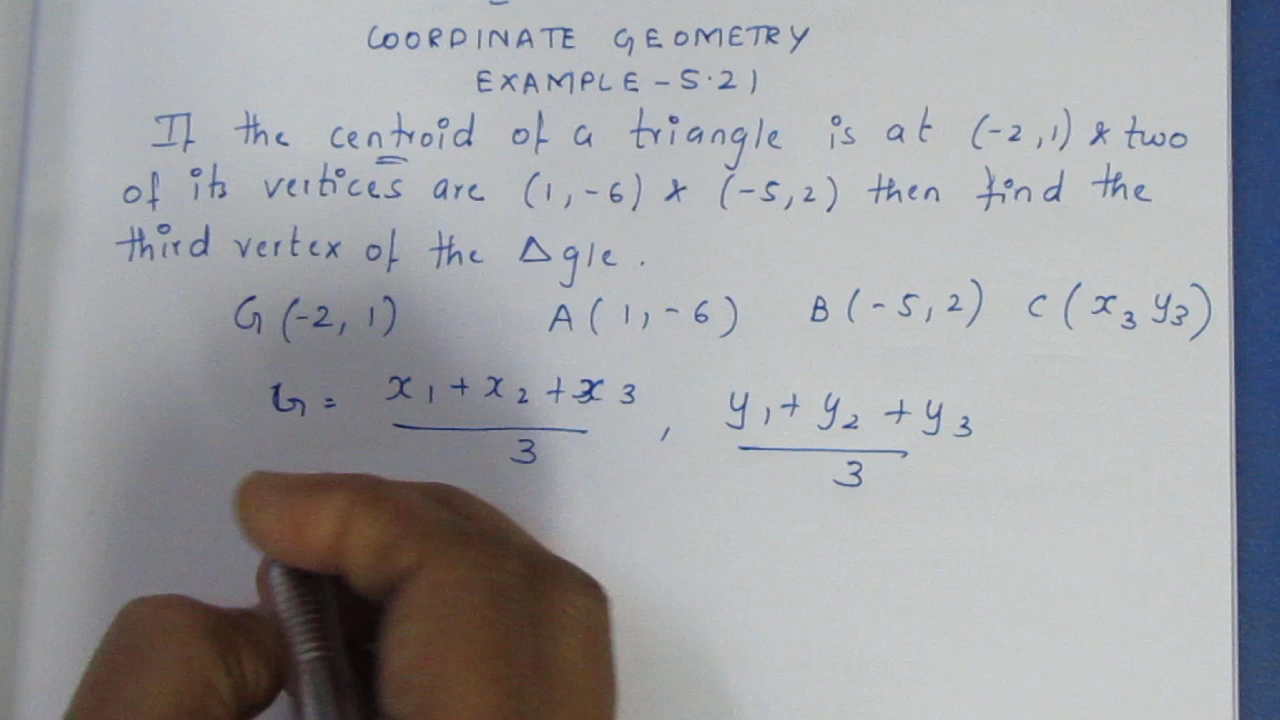 COORDINATE GEOMETRY
EXAMPLE - 5.21
If the centroid of a triangle is at (-2,1) & two
of its vertices are (1,-6) & (-5,2) then find the
third vertex of the Δgle.
G(-2,1) A(1,-6) B(-5,2) C(x₃ y₃)
G = x₁ + x₂ + x₃ / 3 , y₁ + y₂ + y₃ / 3